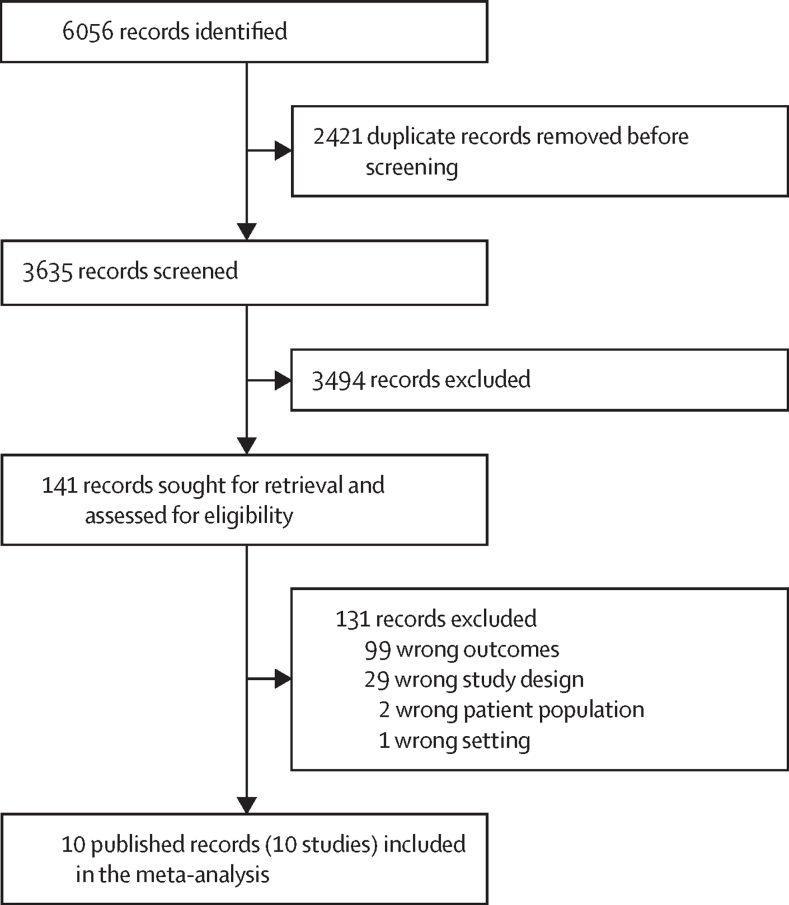 6056 records identified
2421 duplicate records removed before
screening
3635 records screened
3494 records excluded
141 records sought for retrieval and
assessed for eligibility
131 records excluded
99 wrong outcomes
29 wrong study design
2 wrong patient population
1 wrong setting
10 published records (10 studies) included
in the meta-analysis